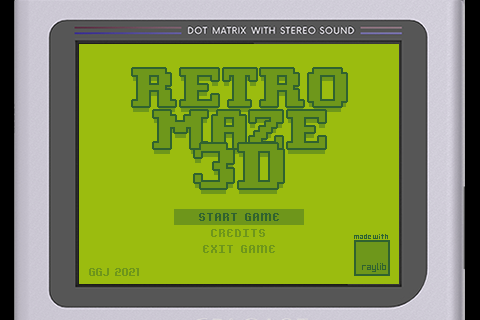 DOT MATRIX WITH STEREO SOUND
RETRO
MAZE
3D
START GAME
CREDITS
EXIT GAME
made with
raylib
GGJ 2021